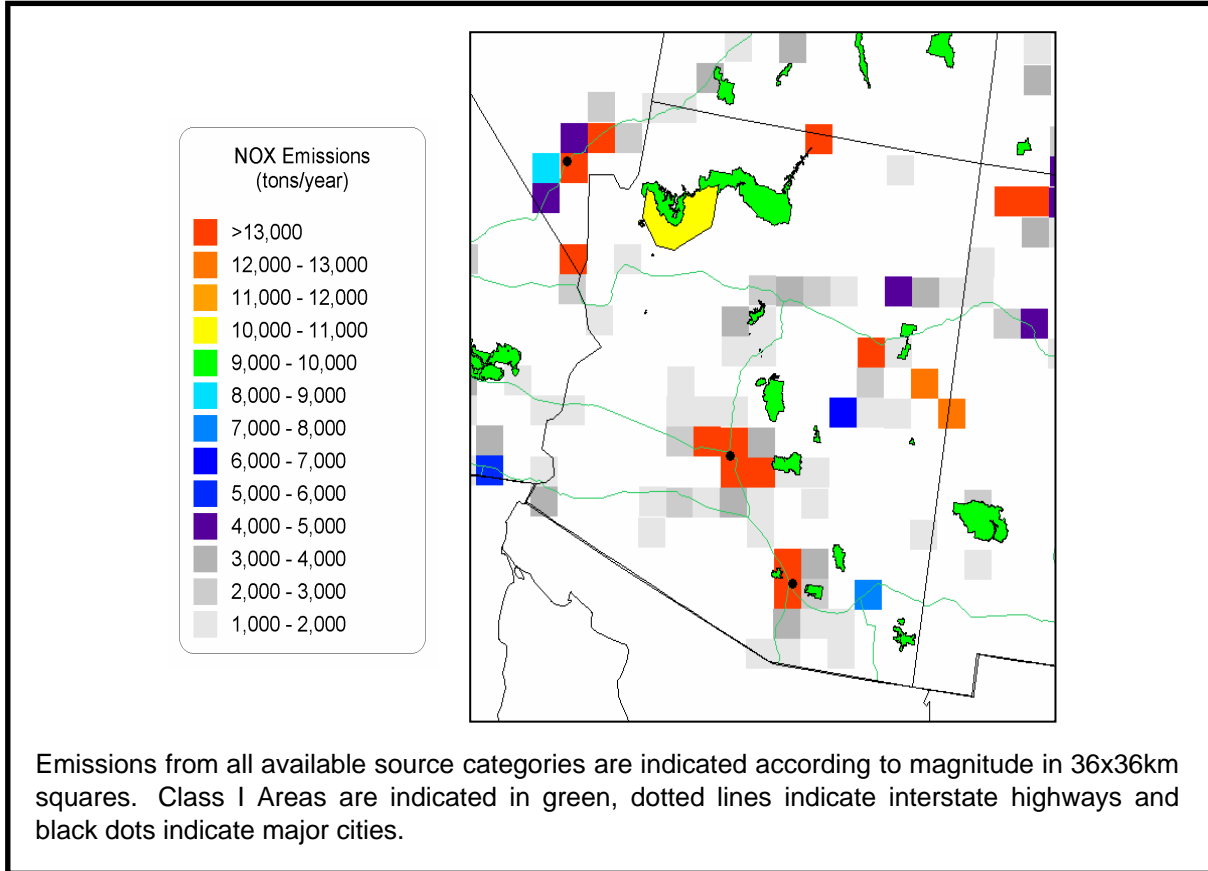 NOX Emissions
(tons/year)
>13,000
12,000 - 13,000
11,000 - 12,000
10,000 - 11,000
9,000 - 10,000
8,000 - 9,000
7,000 - 8,000
6,000 - 7,000
5,000 - 6,000
4,000 - 5,000
3,000 - 4,000
2,000 - 3,000
1,000 - 2,000
Emissions from all available source categories are indicated according to magnitude in 36x36km
squares. Class I Areas are indicated in green, dotted lines indicate interstate highways and
black dots indicate major cities.